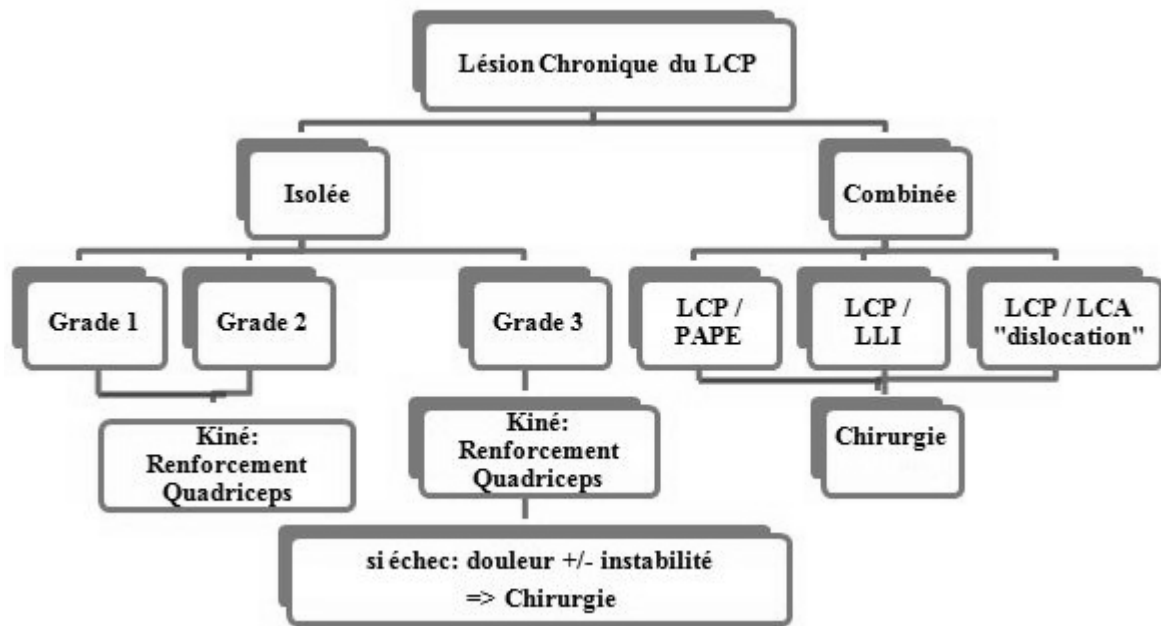 Lésion Chronique du LCP
Isolée
Combinée
Grade 1
Grade 2
Grade 3
LCP /
PAPE
LCP /
LLI
LCP / LCA
"dislocation"
Kiné:
Renforcement
Quadriceps
Kiné:
Renforcement
Quadriceps
Chirurgie
si échec: douleur +/- instabilité
=> Chirurgie